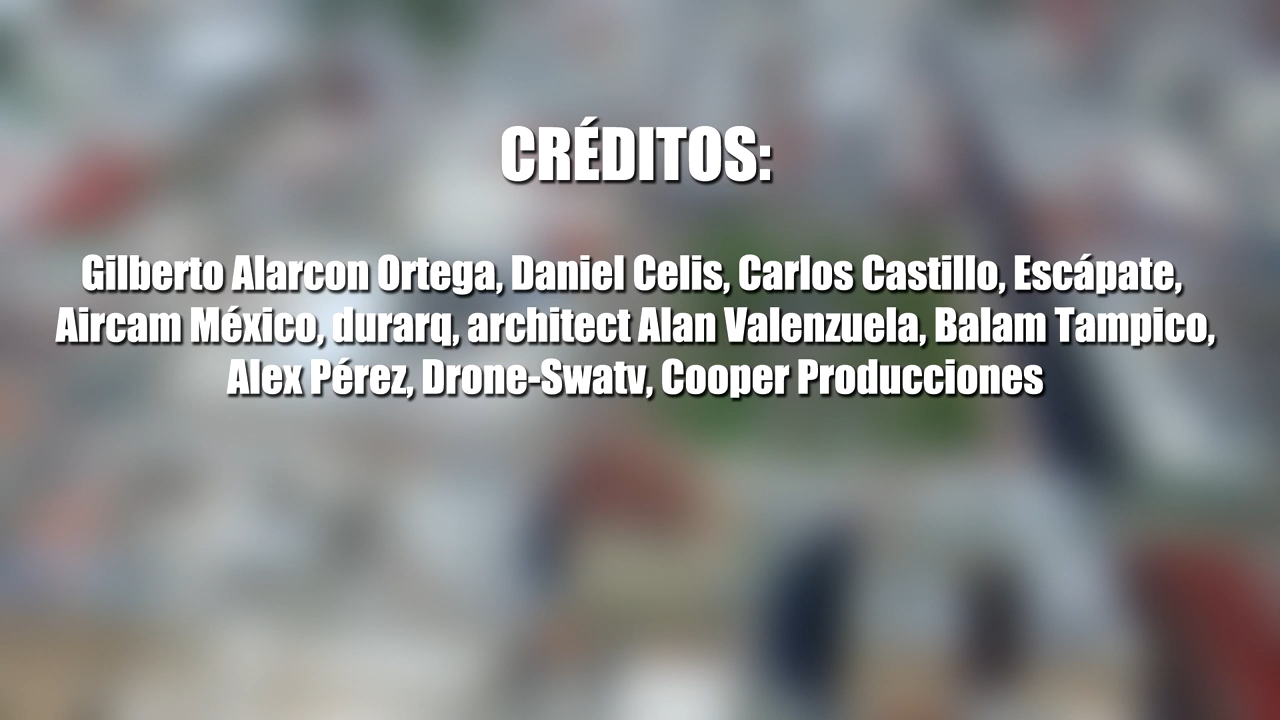 CRÉDITOS:
Gilberto Alarcon Ortega, Daniel Celis, Carlos Castillo, Escápate,
Aircam México, durarq, architect Alan Valenzuela, Balam Tampico,
Alex Pérez, Drone-Swatv, Cooper Producciones